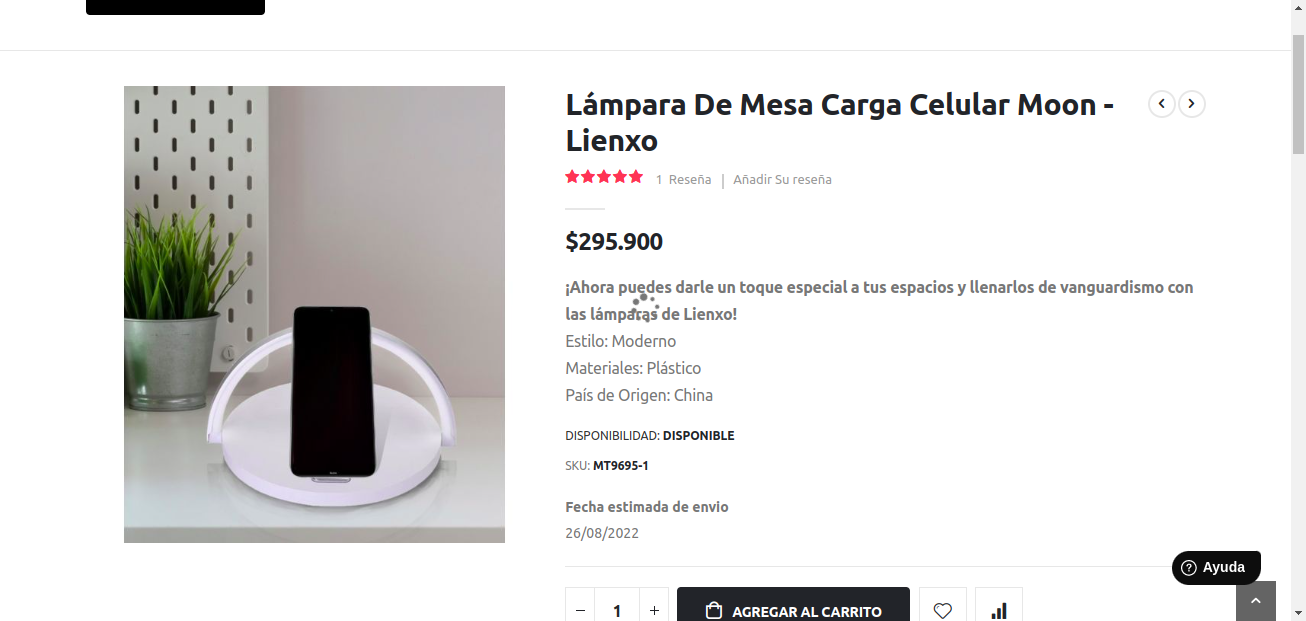 Lámpara De Mesa Carga Celular Moon -
Lienxo
1 Reseña | Añadir Su reseña
$295.900
¡Ahora puedes darle un toque especial a tus espacios y llenarlos de vanguardismo con
las lámparas de Lienxo!
Estilo: Moderno
Materiales: Plástico
País de Origen: China
DISPONIBILIDAD: DISPONIBLE
SKU: MT9695-1
Fecha estimada de envio
26/08/2022
Ayuda
− 1 + AGREGAR AL CARRITO